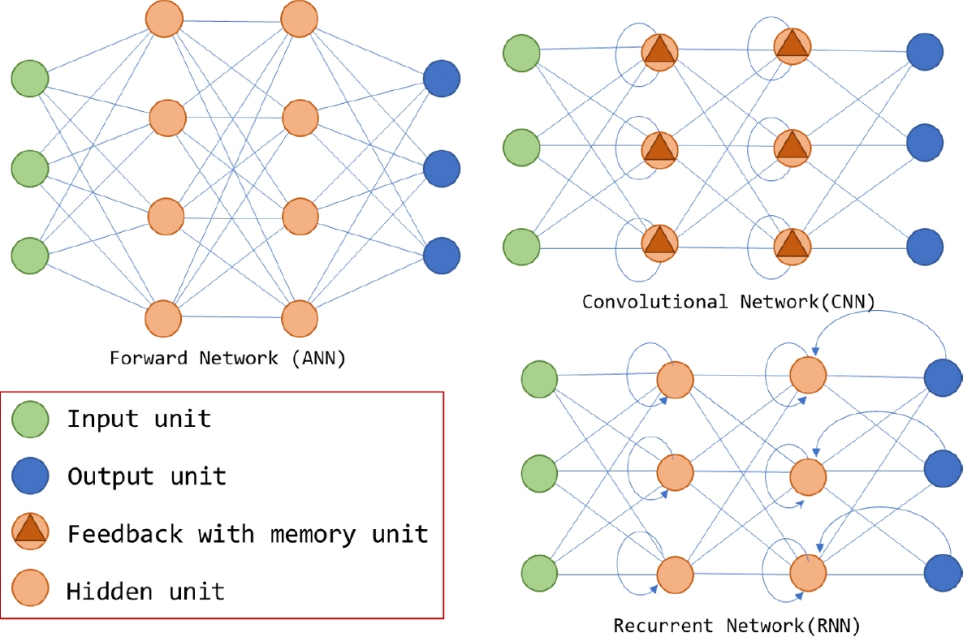 Forward Network (ANN)
Convolutional Network(CNN)
Input unit
Output unit
Feedback with memory unit
Hidden unit
Recurrent Network(RNN)